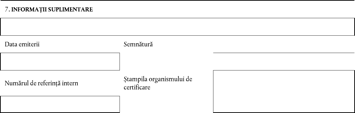 7. INFORMAȚII SUPLIMENTARE
Data emiterii
Semnătură
Numărul de referință intern
Ștampila organismului de
certificare